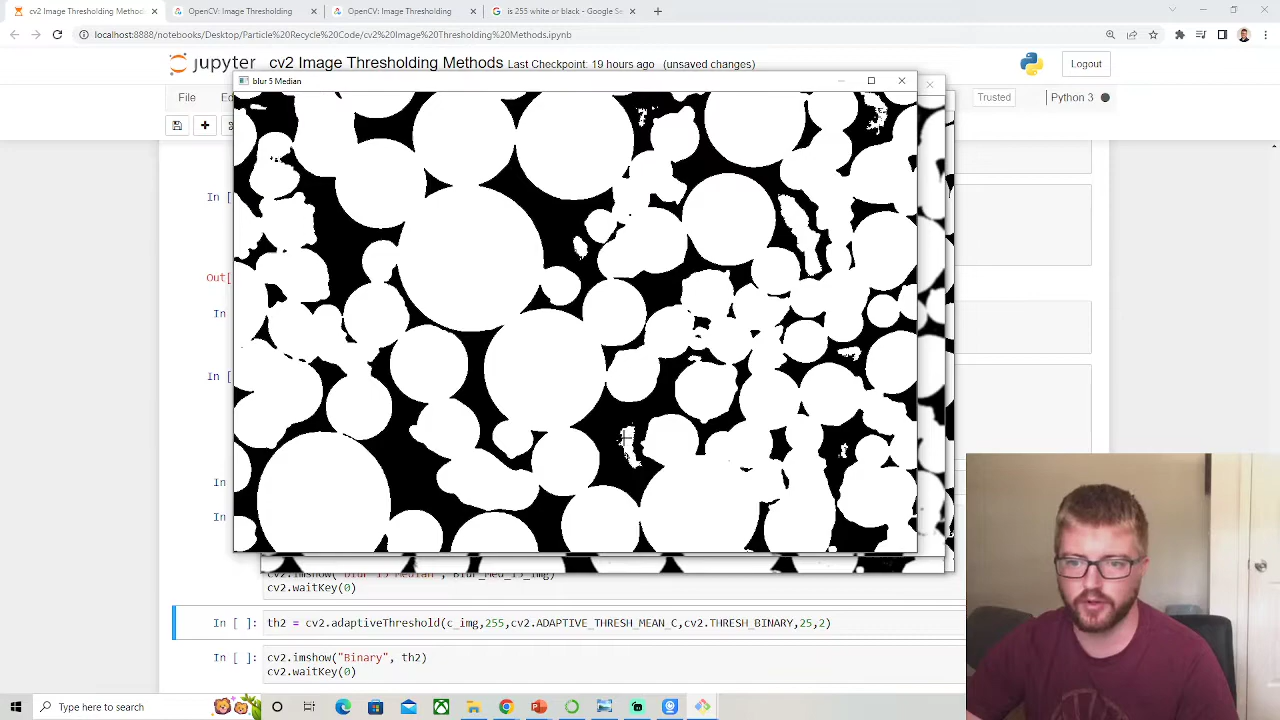 cv2 Image Thresholding Method
OpenCV: Image Thresholding
OpenCV: Image Thresholding
is 255 white or black - Google Se
localhost:8888/notebooks/Desktop/Particle%20Recycle%20Code/cv2%20Image%20Thresholding%20Methods.ipynb
jupyter cv2 Image Thresholding Methods Last Checkpoint: 19 hours ago (unsaved changes)
Logout
File
Trusted
Python 3
blur 5 Median
In [
Out[
In [
In [
In [
In [
cv2.waitKey(0)
In [ ]: th2 = cv2.adaptiveThreshold(c_img,255,cv2.ADAPTIVE_THRESH_MEAN_C,cv2.THRESH_BINARY,25,2)
In [ ]: cv2.imshow("Binary", th2)
cv2.waitKey(0)
Type here to search